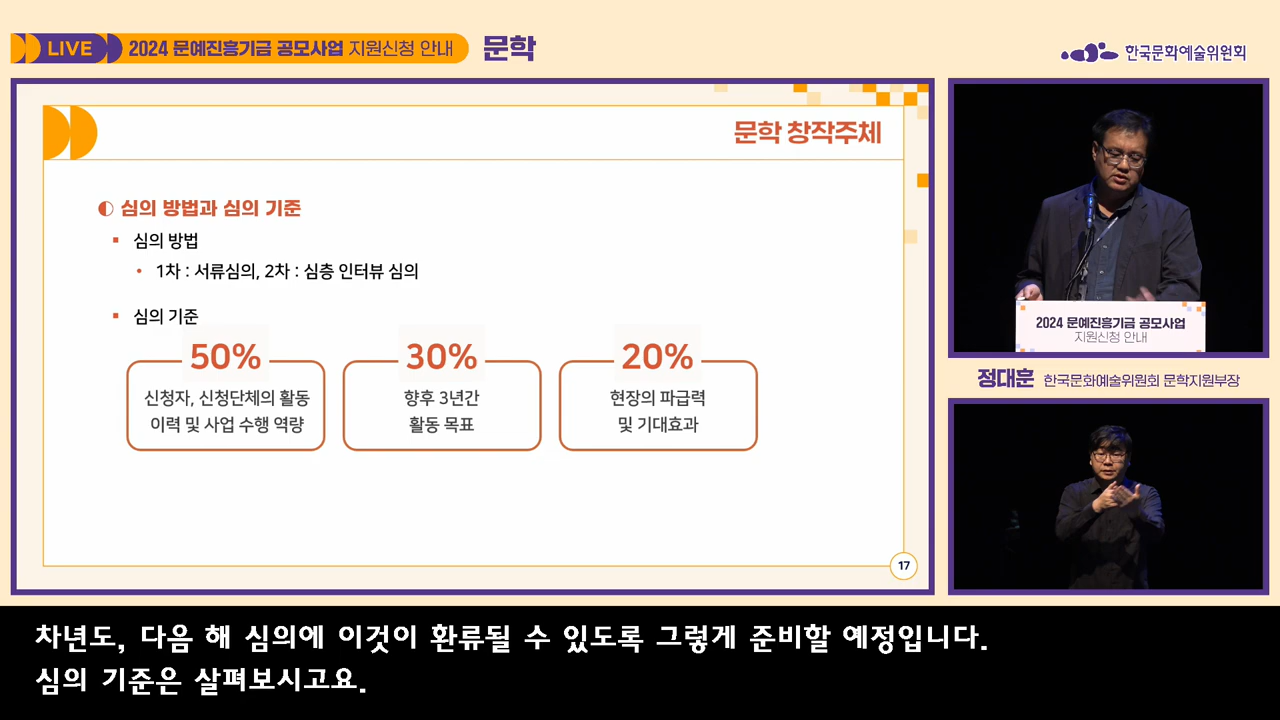 LIVE 2024 문예진흥기금 공모사업 지원신청 안내 문학
한국문화예술위원회
문학 창작주체
심의 방법과 심의 기준
심의 방법
1차 : 서류심의, 2차 : 심층 인터뷰 심의
심의 기준
50%
신청자, 신청단체의 활동
이력 및 사업 수행 역량
30%
향후 3년간
활동 목표
20%
현장의 파급력
및 기대효과
17
2024 문예진흥기금 공모사업
지원신청 안내
정대훈 한국문화예술위원회 문학지원부장
차년도, 다음 해 심의에 이것이 환류될 수 있도록 그렇게 준비할 예정입니다.
심의 기준은 살펴보시고요.